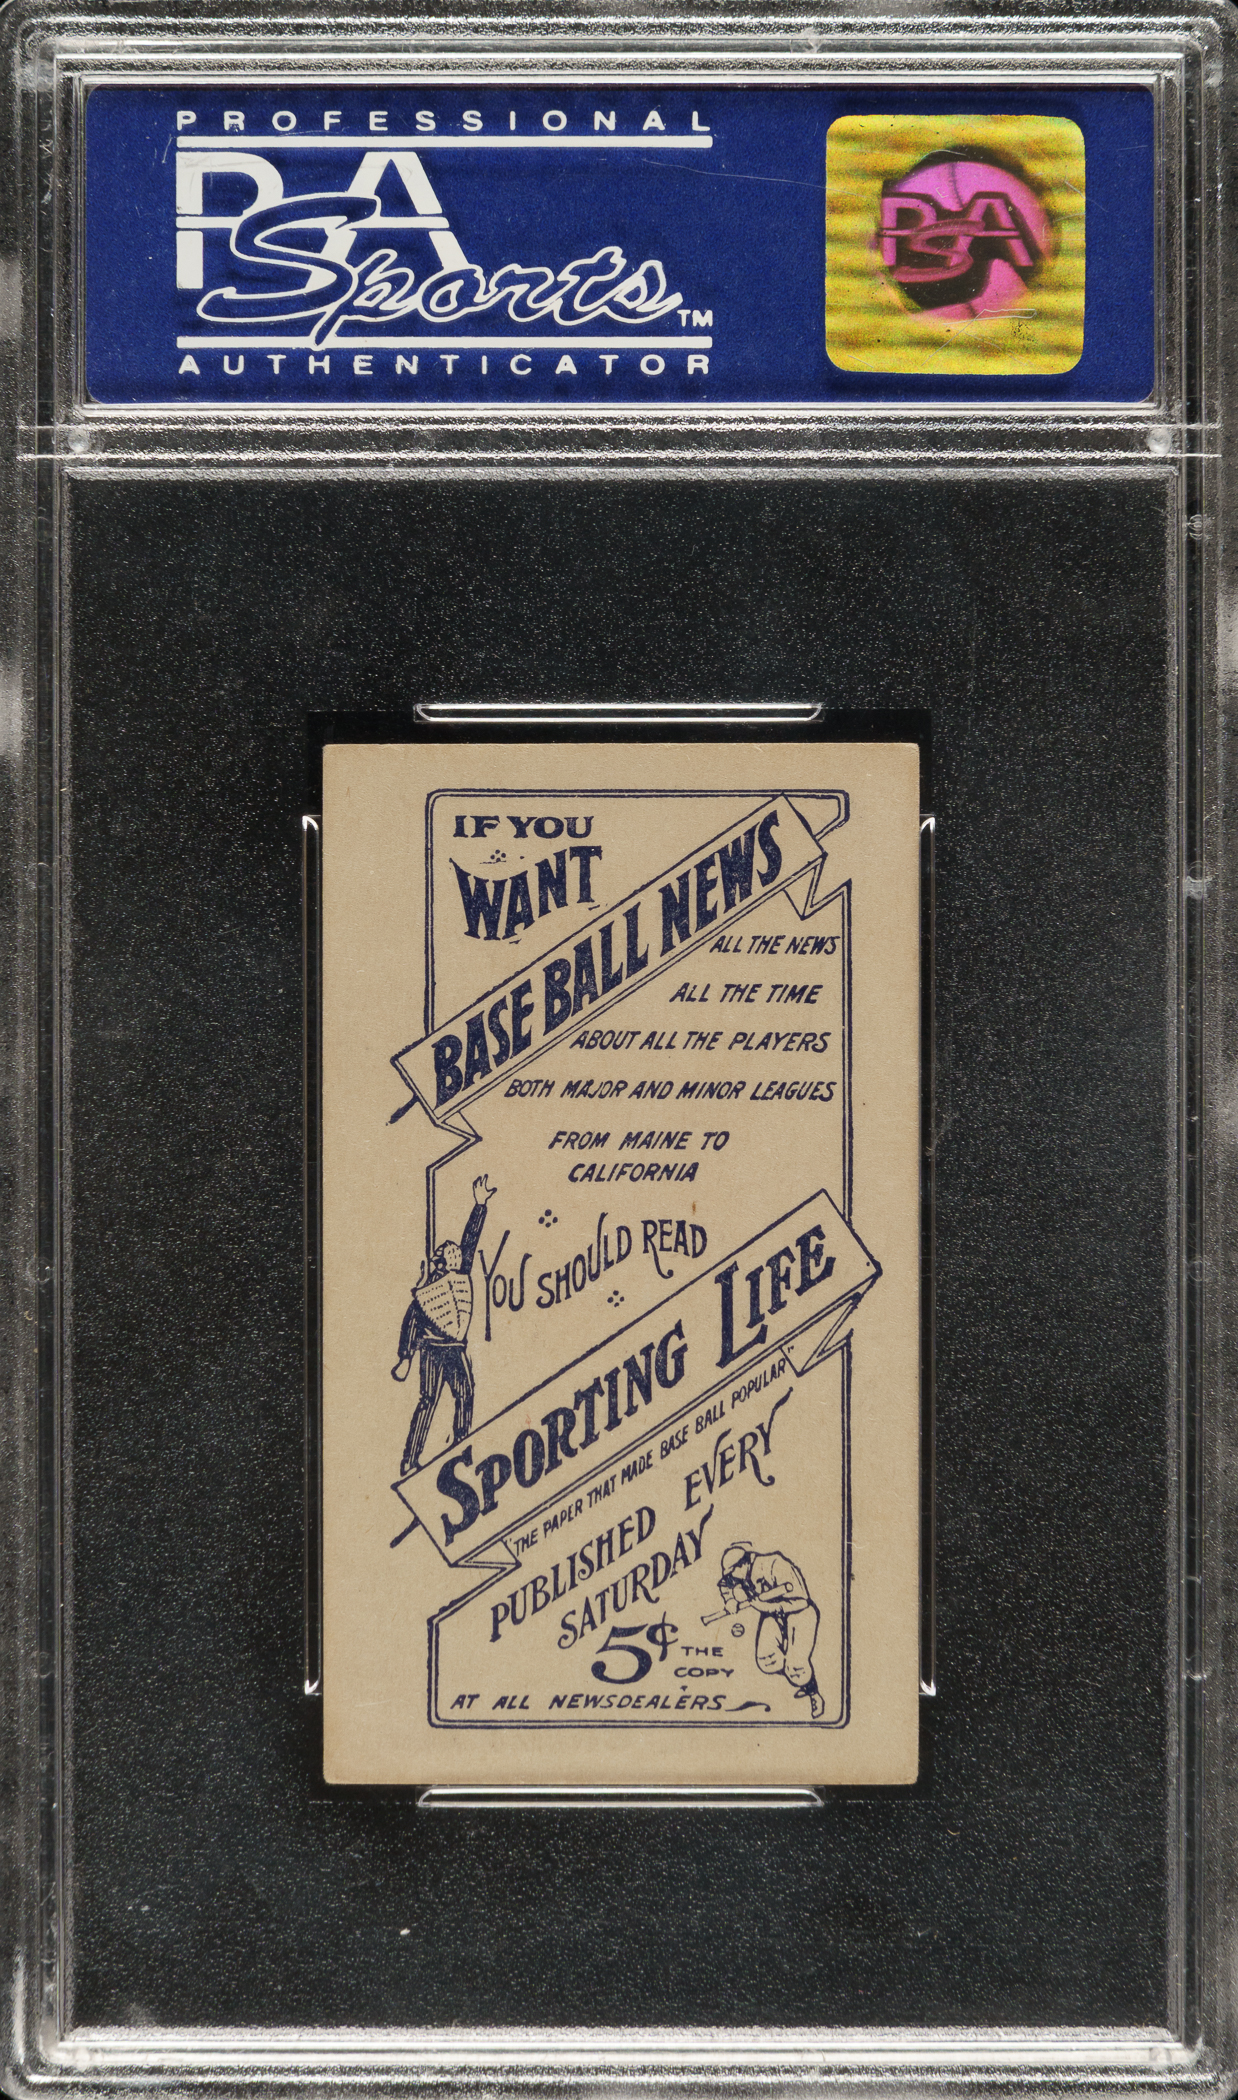 PROFESSIONAL
PSA
Sports™
AUTHENTICATOR
PSA
IF YOU
WANT
BASE BALL NEWS
ALL THE NEWS
ALL THE TIME
ABOUT ALL THE PLAYERS
BOTH MAJOR AND MINOR LEAGUES
FROM MAINE TO
CALIFORNIA
YOU SHOULD READ
SPORTING LIFE
"THE PAPER THAT MADE BASE BALL POPULAR"
PUBLISHED EVERY
SATURDAY
5¢ THE
COPY
AT ALL NEWSDEALERS